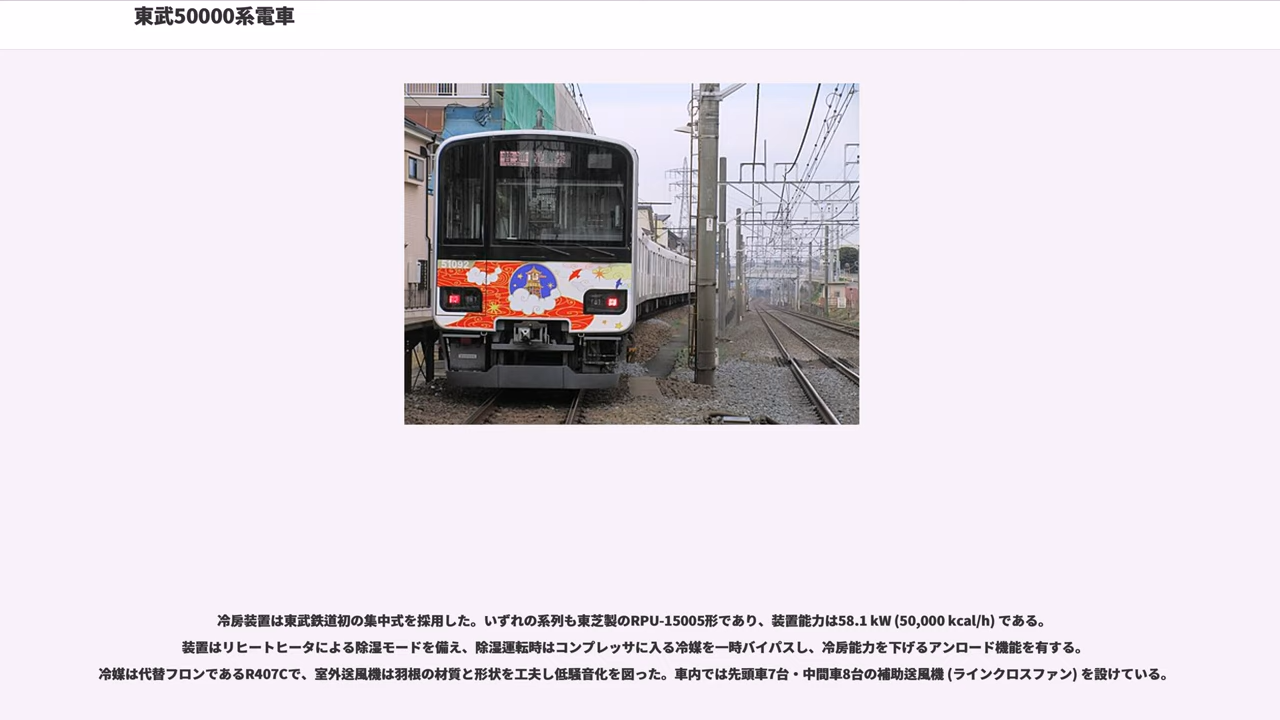 東武50000系電車
51092
冷房装置は東武鉄道初の集中式を採用した。いずれの系列も東芝製のRPU-15005形であり、装置能力は58.1 kW (50,000 kcal/h) である。
装置はリヒートヒータによる除湿モードを備え、除湿運転時はコンプレッサに入る冷媒を一時バイパスし、冷房能力を下げるアンロード機能を有する。
冷媒は代替フロンであるR407Cで、室外送風機は羽根の材質と形状を工夫し低騒音化を図った。車内では先頭車7台・中間車8台の補助送風機 (ラインクロスファン) を設けている。